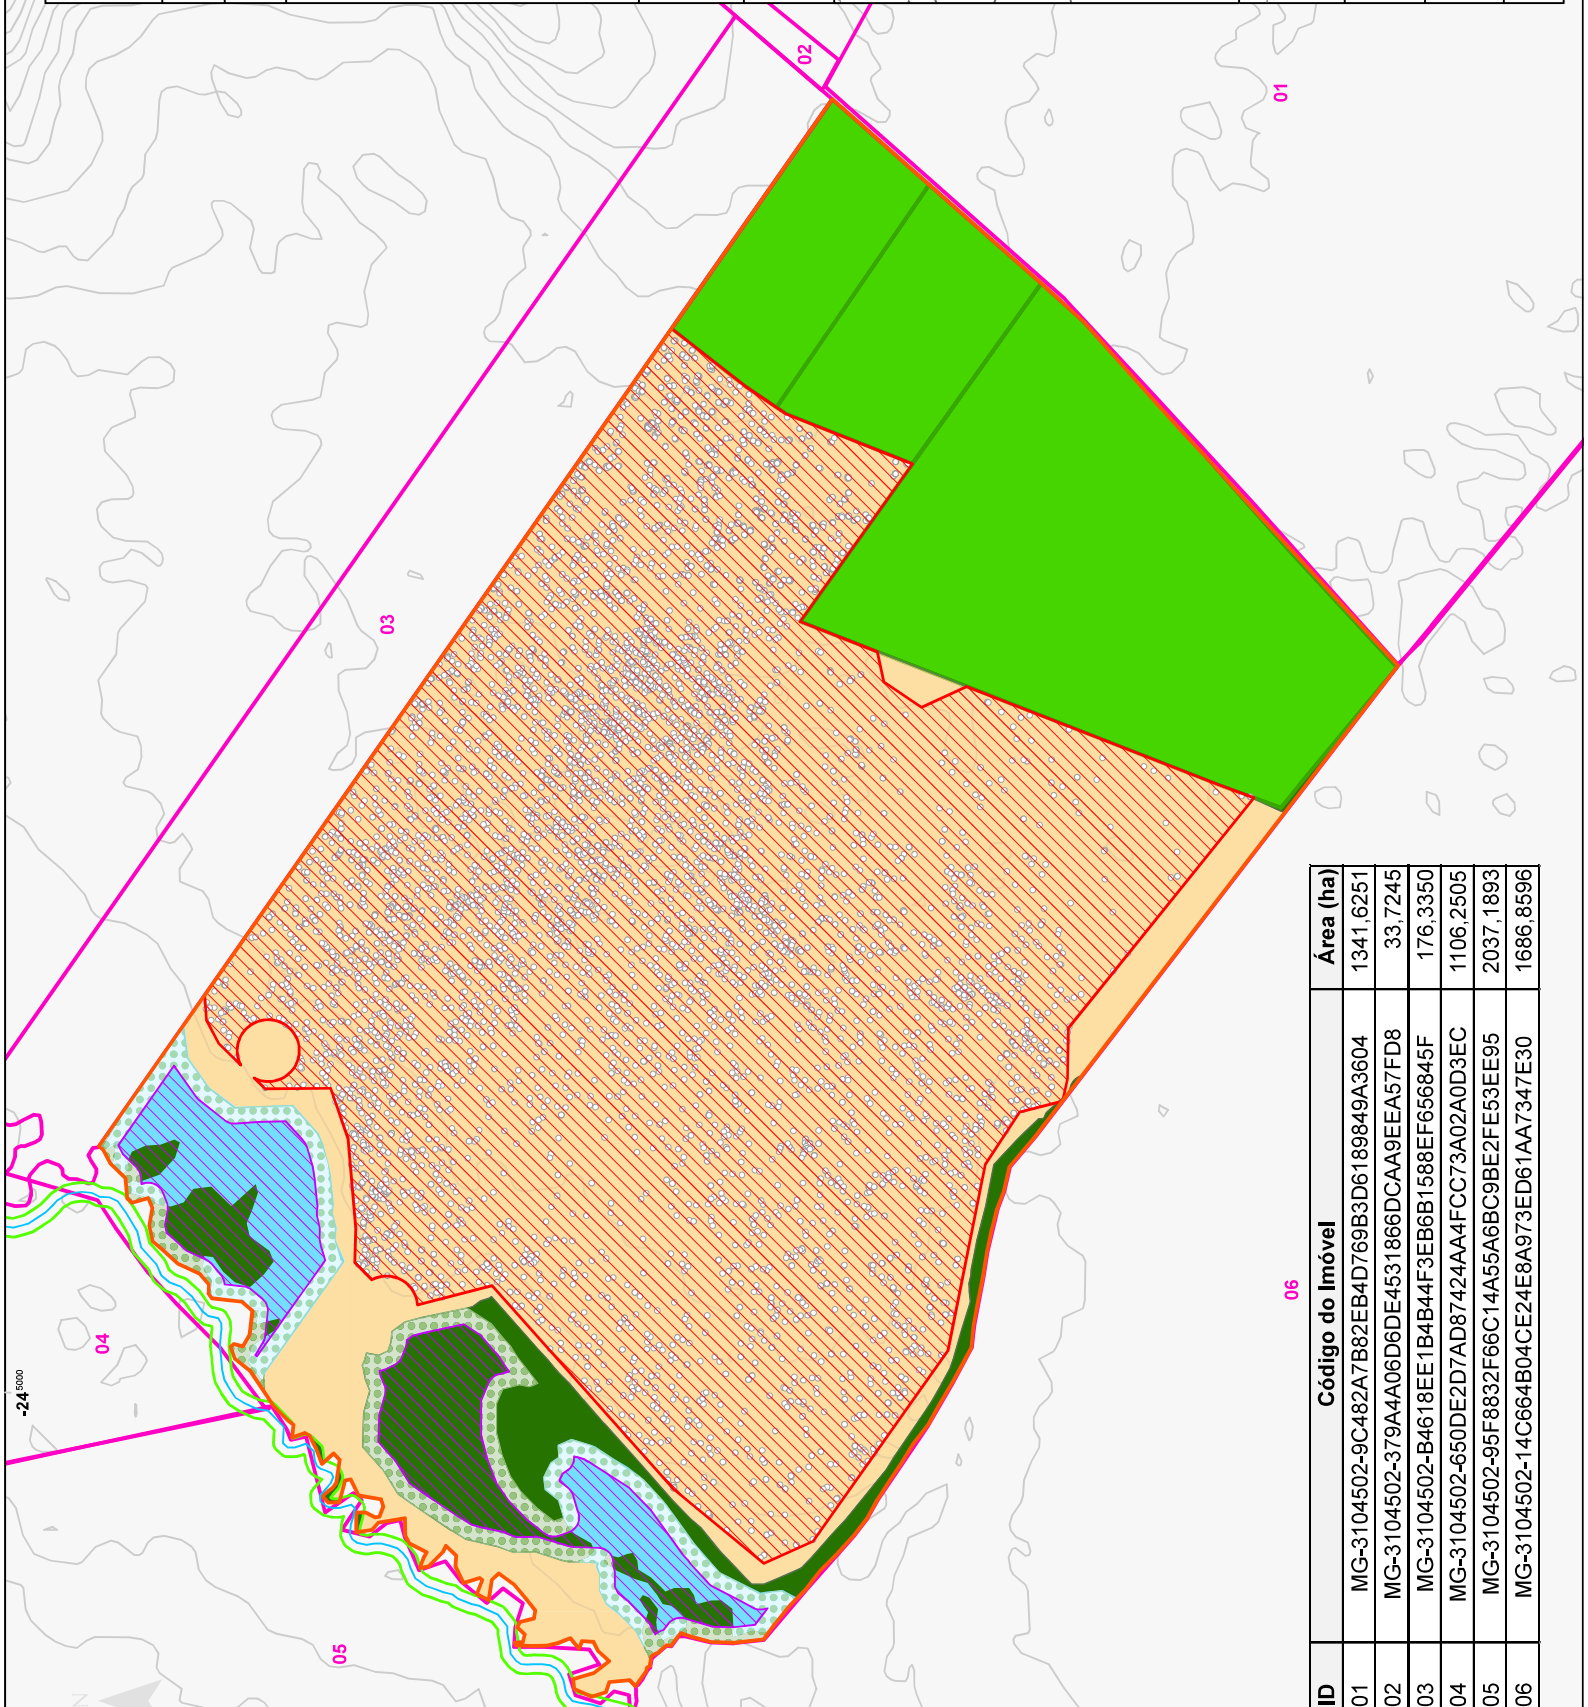 02
01
03
04
05
06
-24⁵⁰⁰⁰
N
ID Código do Imóvel Área (ha)
01 MG-3104502-9C482A7B82EB4D769B3D6189849A3604 1341,6251
02 MG-3104502-379A4A06D6DE4531866DCAA9EEA57FD8 33,7245
03 MG-3104502-B4618EE1B4B44F3EB6B1588EF656845F 176,3350
04 MG-3104502-650DE2D7AD87424AA4FCC73A02A0D3EC 1106,2505
I5 MG-3104502-95F8832F66C14A55A6BC9BE2FE53EE95 2037,1893
06 MG-3104502-14C664B04CE24E8A973ED61AA7347E30 1686,8596